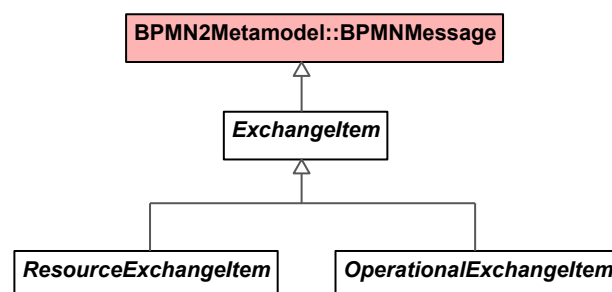 BPMN2Metamodel::BPMNMessage
ExchangeItem
ResourceExchangeItem
OperationalExchangeItem